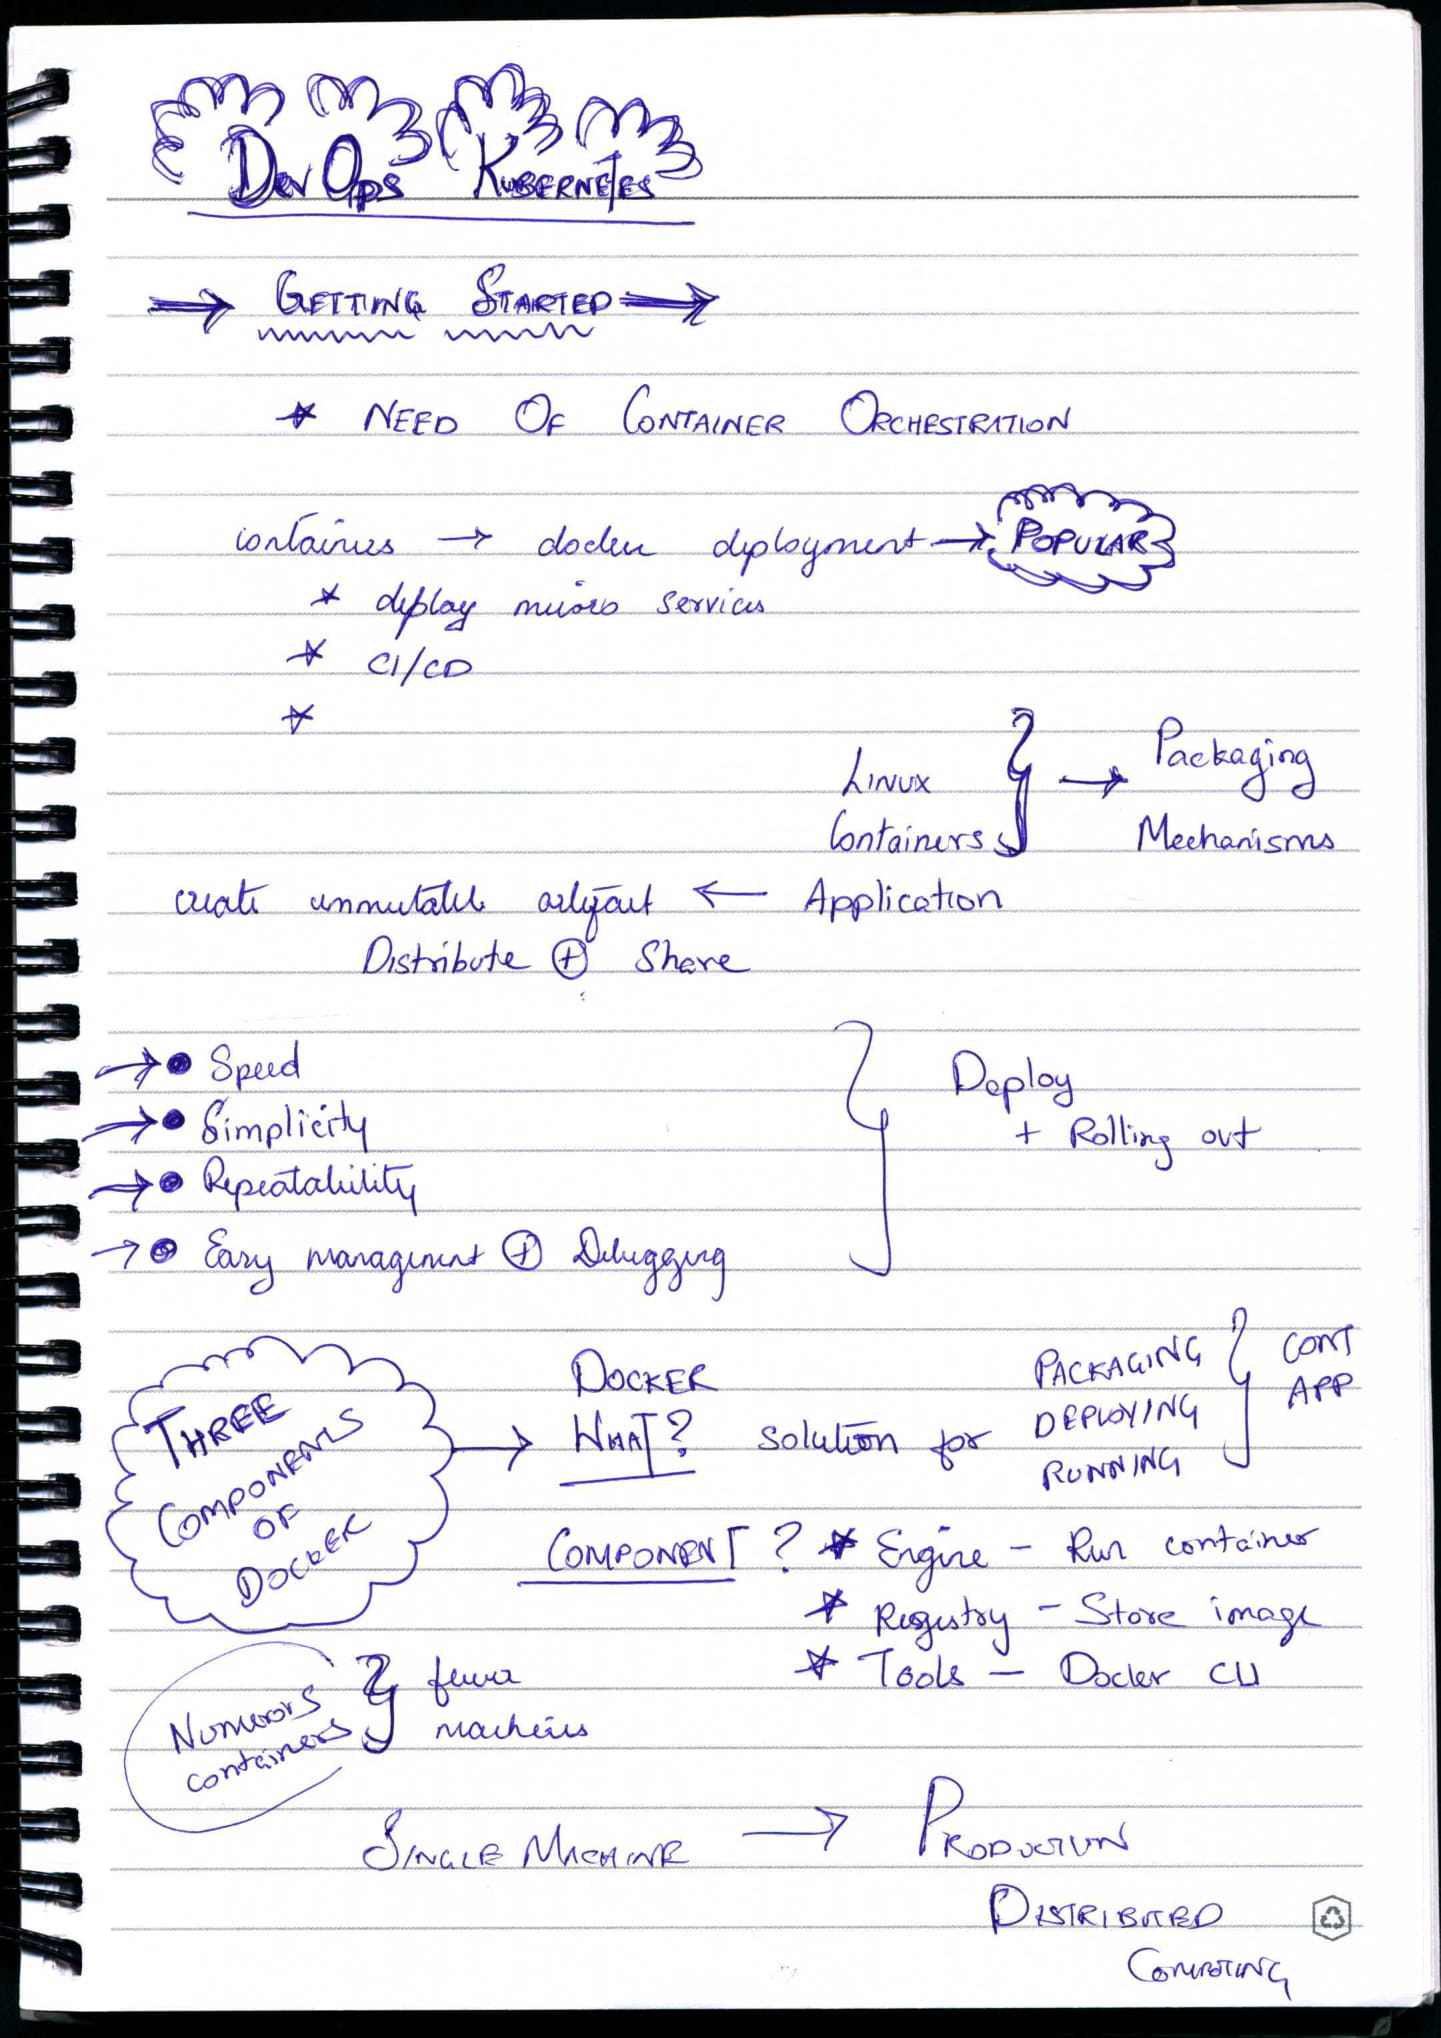 DevOps Kubernetes
→ Getting Started →
* Need Of Container Orchestration
containers → docker deployment → Popular
* deploy micro services
* CI/CD
*
Linux Containers } → Packaging Mechanisms
create immutable artifact ← Application
Distribute ⊕ Share
→ • Speed
→ • Simplicity
→ • Repeatability
→ • Easy management ⊕ Debugging
} Deploy
+ Rolling out
THREE
COMPONENTS
OF
DOCKER
→ DOCKER
WHAT? solution for
PACKAGING
DEPLOYING
RUNNING
} CONT
APP
COMPONENT? * Engine - Run container
* Registry - Store image
* Tools - Docker CLI
Numerors
containers
} fewer
machines
Single Machine → Production
Distributed
Computing